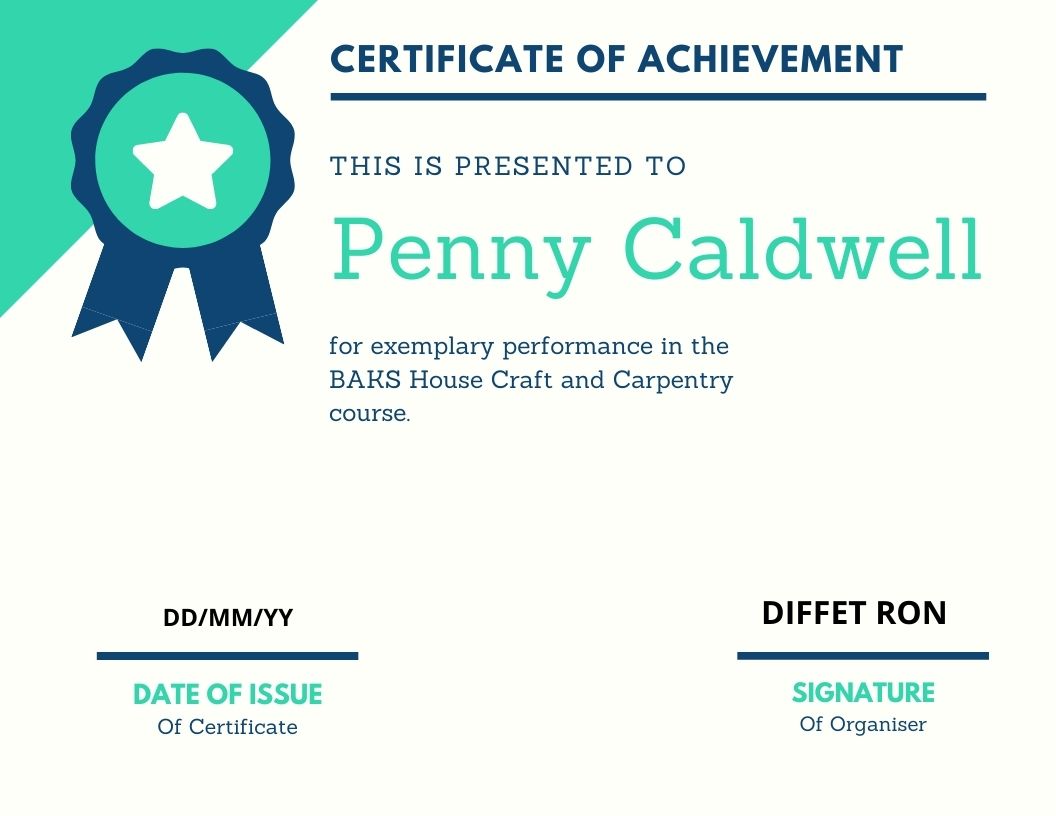 CERTIFICATE OF ACHIEVEMENT
THIS IS PRESENTED TO
Penny Caldwell
for exemplary performance in the
BAKS House Craft and Carpentry
course.
DD/MM/YY
DATE OF ISSUE
Of Certificate
DIFFET RON
SIGNATURE
Of Organiser